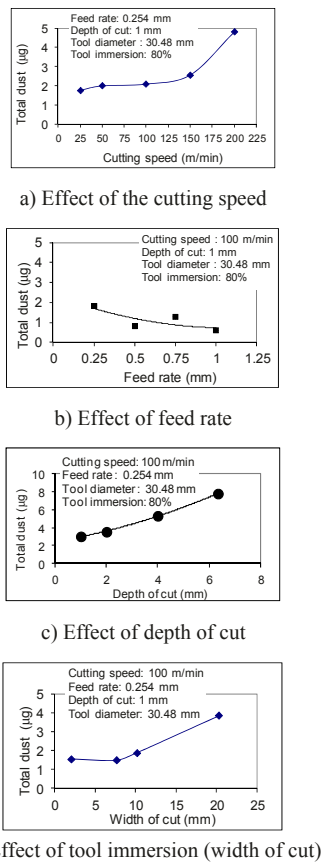 Feed rate: 0.254 mm
Depth of cut: 1 mm
Tool diameter : 30.48 mm
Tool immersion: 80%
Total dust (µg)
5
4
3
2
1
0
0 25 50 75 100 125 150 175 200 225
Cutting speed (m/min)
a) Effect of the cutting speed
Cutting speed : 100 m/min
Depth of cut: 1 mm
Tool diameter : 30.48 mm
Tool immersion: 80%
Total dust (µg)
5
4
3
2
1
0
0 0.25 0.5 0.75 1 1.25
Feed rate (mm)
b) Effect of feed rate
Cutting speed: 100 m/min
Feed rate : 0.254 mm
Tool diameter : 30.48 mm
Tool immersion: 80%
Total dust (µg)
10
8
6
4
2
0
0 2 4 6 8
Depth of cut (mm)
c) Effect of depth of cut
Cutting speed: 100 m/min
Feed rate: 0.254 mm
Depth of cut: 1 mm
Tool diameter: 30.48 mm
Total dust (µg)
5
4
3
2
1
0
0 5 10 15 20 25
Width of cut (mm)
ffect of tool immersion (width of cut)